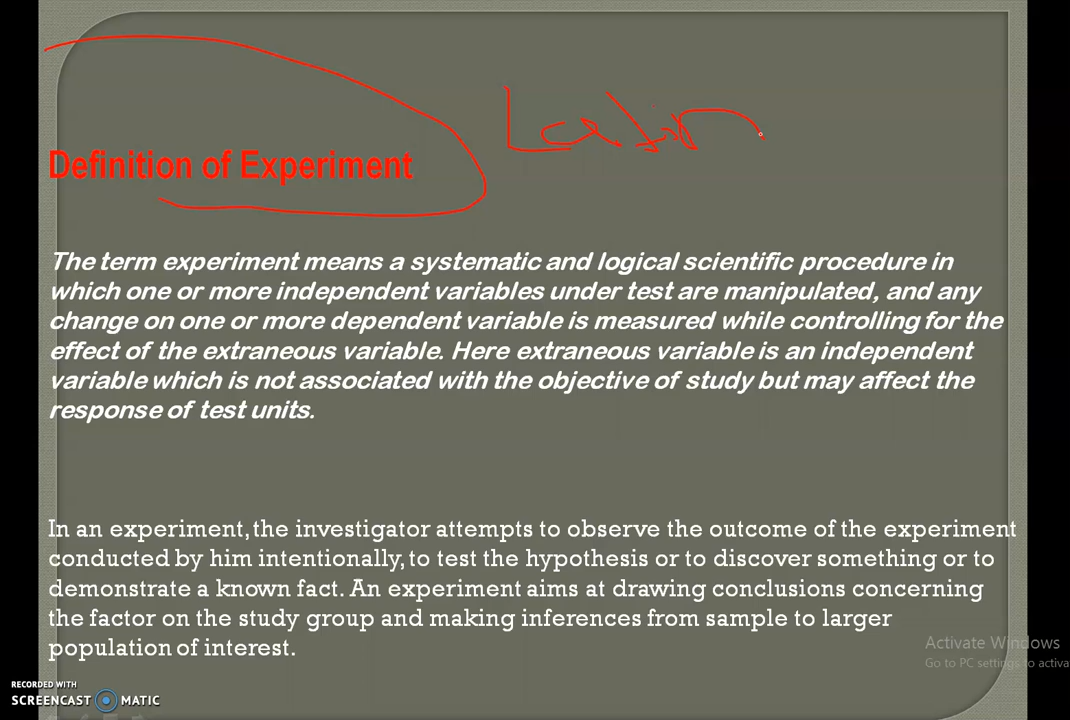 Definition of Experiment
The term experiment means a systematic and logical scientific procedure in
which one or more independent variables under test are manipulated, and any
change on one or more dependent variable is measured while controlling for the
effect of the extraneous variable. Here extraneous variable is an independent
variable which is not associated with the objective of study but may affect the
response of test units.
In an experiment, the investigator attempts to observe the outcome of the experiment
conducted by him intentionally, to test the hypothesis or to discover something or to
demonstrate a known fact. An experiment aims at drawing conclusions concerning
the factor on the study group and making inferences from sample to larger
population of interest.
Activate Windows
Go to PC settings to activa
RECORDED WITH
SCREENCAST MATIC